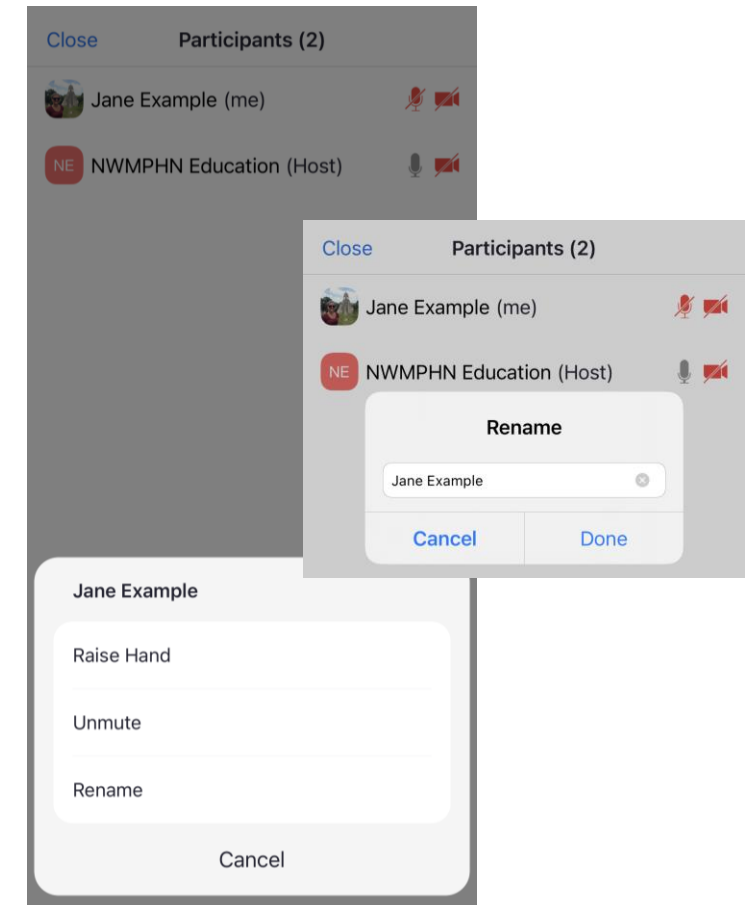 Close Participants (2)
Jane Example (me)
NE NWMPHN Education (Host)
Close Participants (2)
Jane Example (me)
NE NWMPHN Education (Host)
Rename
Jane Example
Cancel Done
Jane Example
Raise Hand
Unmute
Rename
Cancel